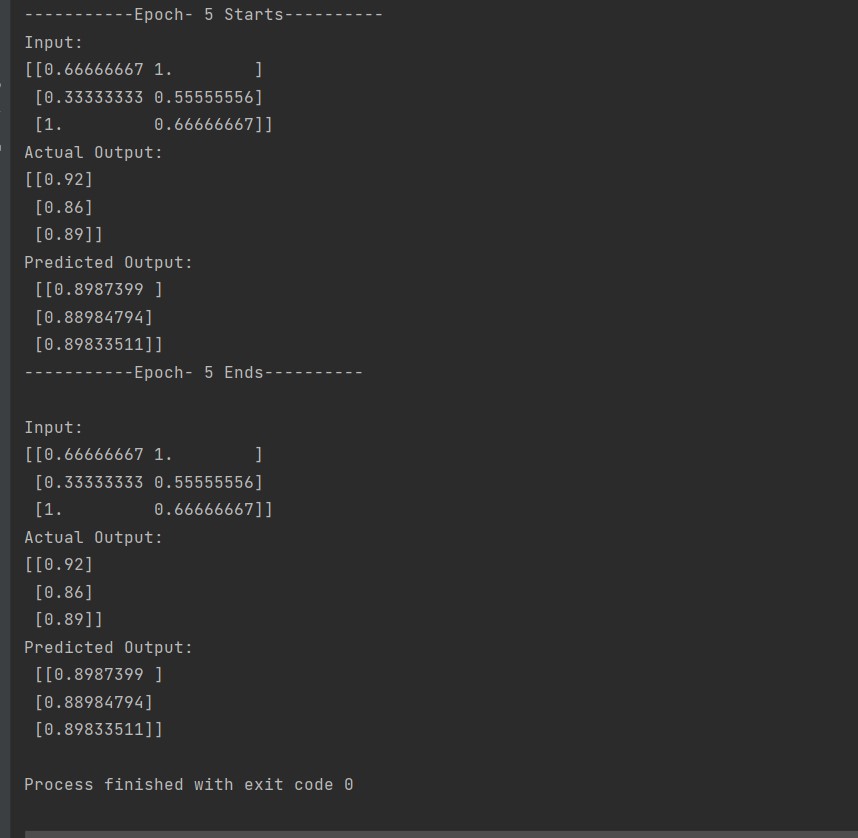 -----------Epoch- 5 Starts----------
Input:
[[0.66666667 1.        ]
 [0.33333333 0.55555556]
 [1.         0.66666667]]
Actual Output:
[[0.92]
 [0.86]
 [0.89]]
Predicted Output:
 [[0.8987399 ]
 [0.88984794]
 [0.89833511]]
-----------Epoch- 5 Ends----------

Input:
[[0.66666667 1.        ]
 [0.33333333 0.55555556]
 [1.         0.66666667]]
Actual Output:
[[0.92]
 [0.86]
 [0.89]]
Predicted Output:
 [[0.8987399 ]
 [0.88984794]
 [0.89833511]]

Process finished with exit code 0